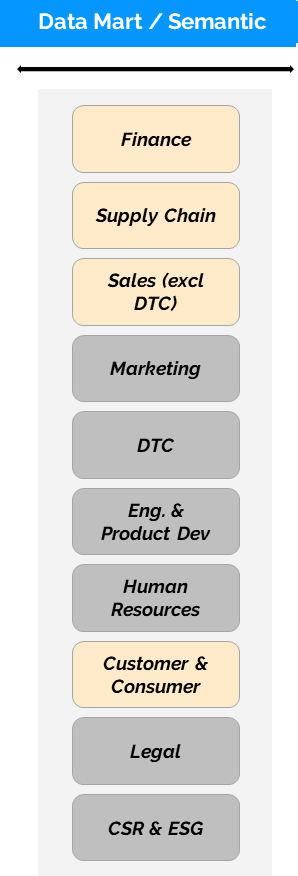 Data Mart / Semantic
Finance
Supply Chain
Sales (excl
DTC)
Marketing
DTC
Eng. &
Product Dev
Human
Resources
Customer &
Consumer
Legal
CSR & ESG